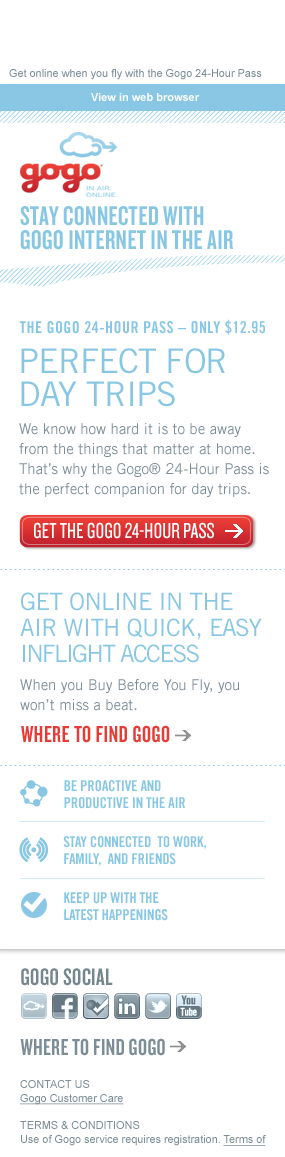 Get online when you fly with the Gogo 24-Hour Pass
View in web browser
gogo®
IN AIR.
ONLINE.
STAY CONNECTED WITH
GOGO INTERNET IN THE AIR
THE GOGO 24-HOUR PASS – ONLY $12.95
PERFECT FOR
DAY TRIPS
We know how hard it is to be away
from the things that matter at home.
That's why the Gogo® 24-Hour Pass is
the perfect companion for day trips.
GET THE GOGO 24-HOUR PASS
GET ONLINE IN THE
AIR WITH QUICK, EASY
INFLIGHT ACCESS
When you Buy Before You Fly, you
won't miss a beat.
WHERE TO FIND GOGO
BE PROACTIVE AND
PRODUCTIVE IN THE AIR
STAY CONNECTED TO WORK,
FAMILY, AND FRIENDS
KEEP UP WITH THE
LATEST HAPPENINGS
GOGO SOCIAL
f in You Tube
WHERE TO FIND GOGO
CONTACT US
Gogo Customer Care
TERMS & CONDITIONS
Use of Gogo service requires registration. Terms of